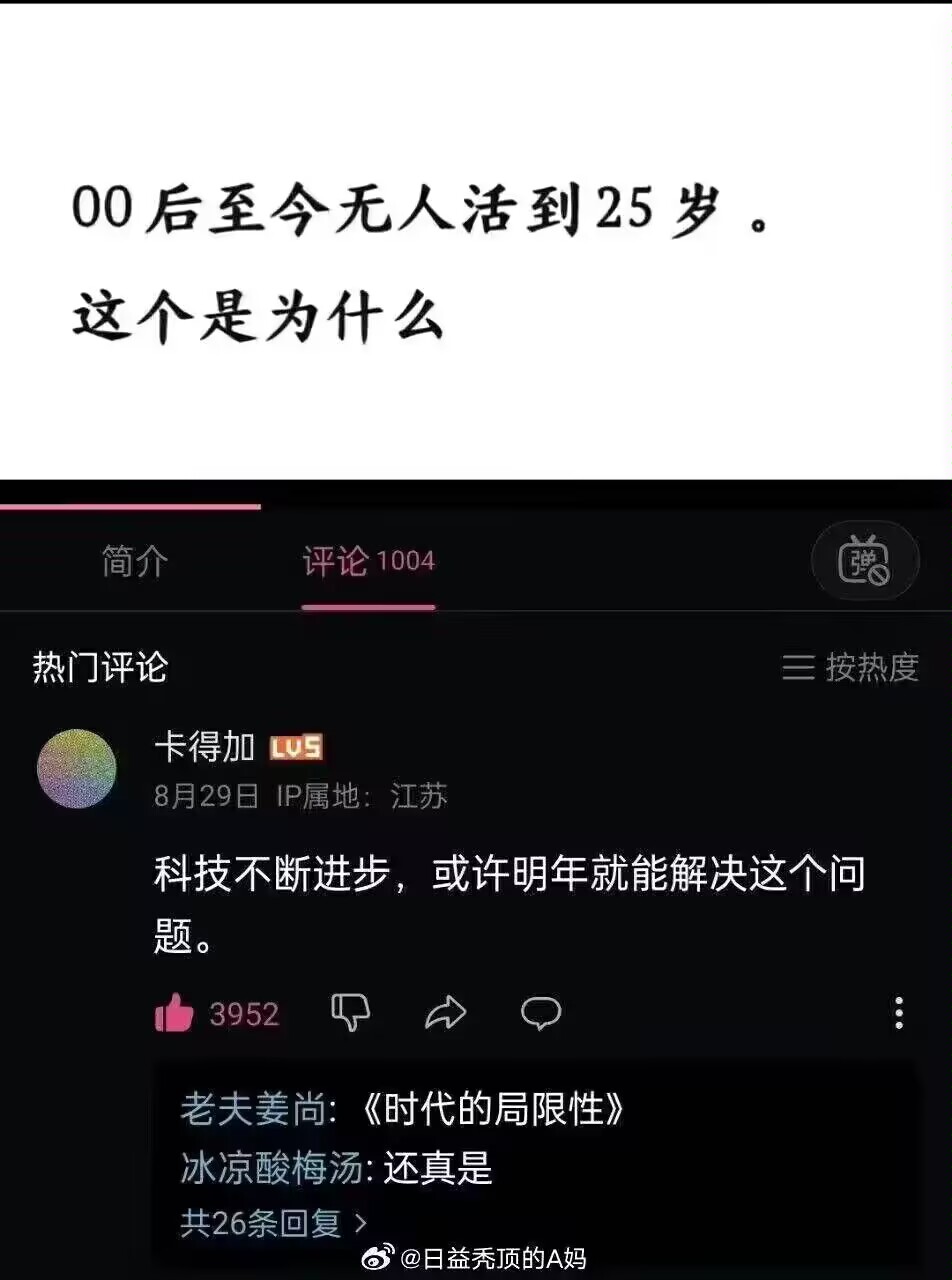 00后至今无人活到25岁。
这个是为什么
简介
评论 1004
弹
热门评论
按热度
卡得加 LV5
8月29日 IP属地：江苏
科技不断进步，或许明年就能解决这个问
题。
3952
老夫姜尚:《时代的局限性》
冰凉酸梅汤: 还真是
共26条回复 >
@日益秃顶的A妈